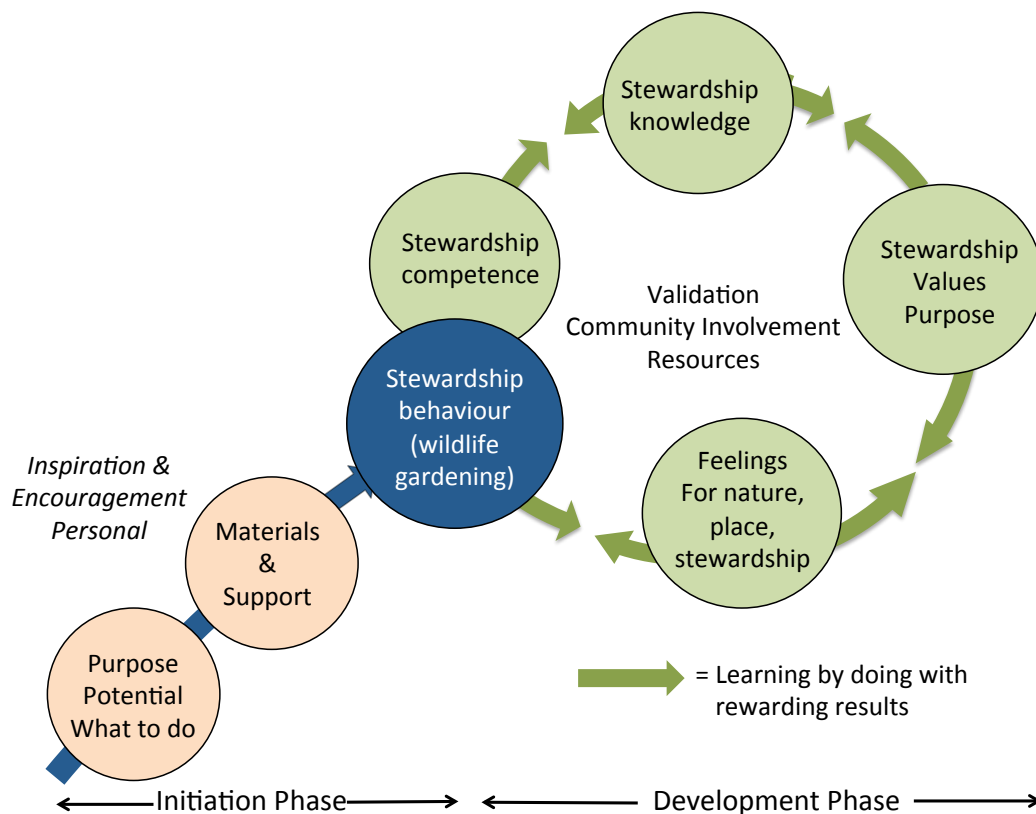 Stewardship
knowledge
Stewardship
competence
Stewardship
Values
Purpose
Validation
Community Involvement
Resources
Stewardship
behaviour
(wildlife
gardening)
Feelings
For nature,
place,
stewardship
Inspiration &
Encouragement
Personal
Materials
&
Support
Purpose
Potential
What to do
= Learning by doing with
rewarding results
Initiation Phase
Development Phase